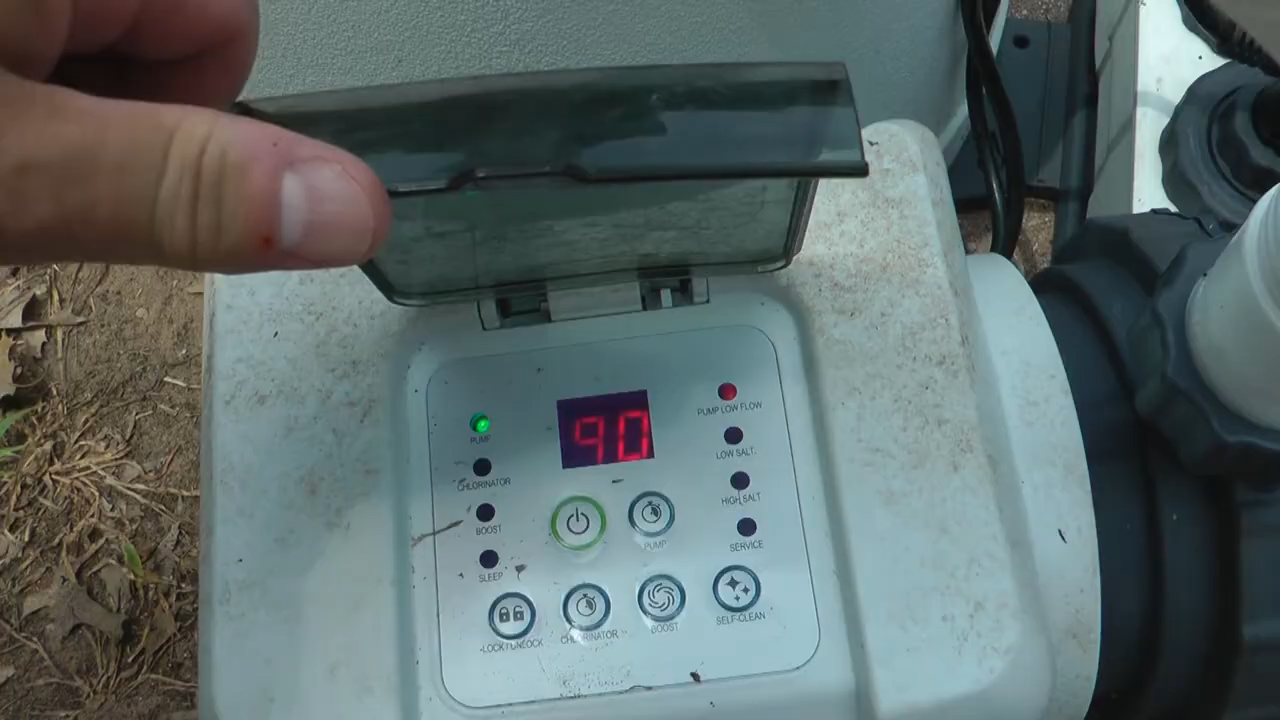 90
PUMP
CHLORINATOR
BOOST
SLEEP
PUMP LOW FLOW
LOW SALT
HIGH SALT
SERVICE
PUMP
LOCK / UNLOCK
CHLORINATOR
BOOST
SELF-CLEAN